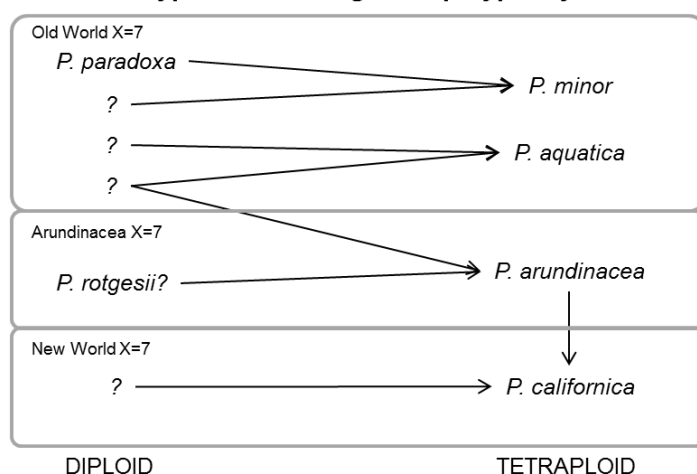 Old World X=7
P. paradoxa
P. minor
?
?
P. aquatica
?
Arundinacea X=7
P. arundinacea
P. rotgesii?
New World X=7
?
P. californica
DIPLOID
TETRAPLOID